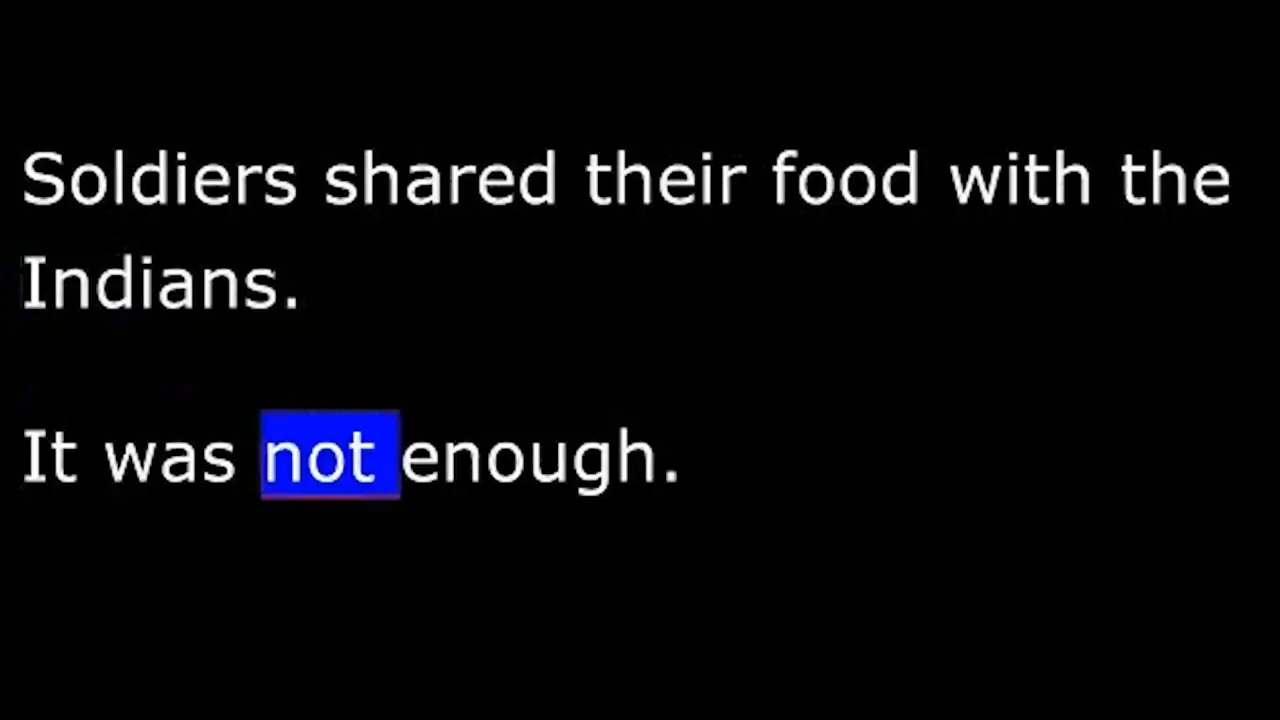 Soldiers shared their food with the
Indians.
It was not enough.